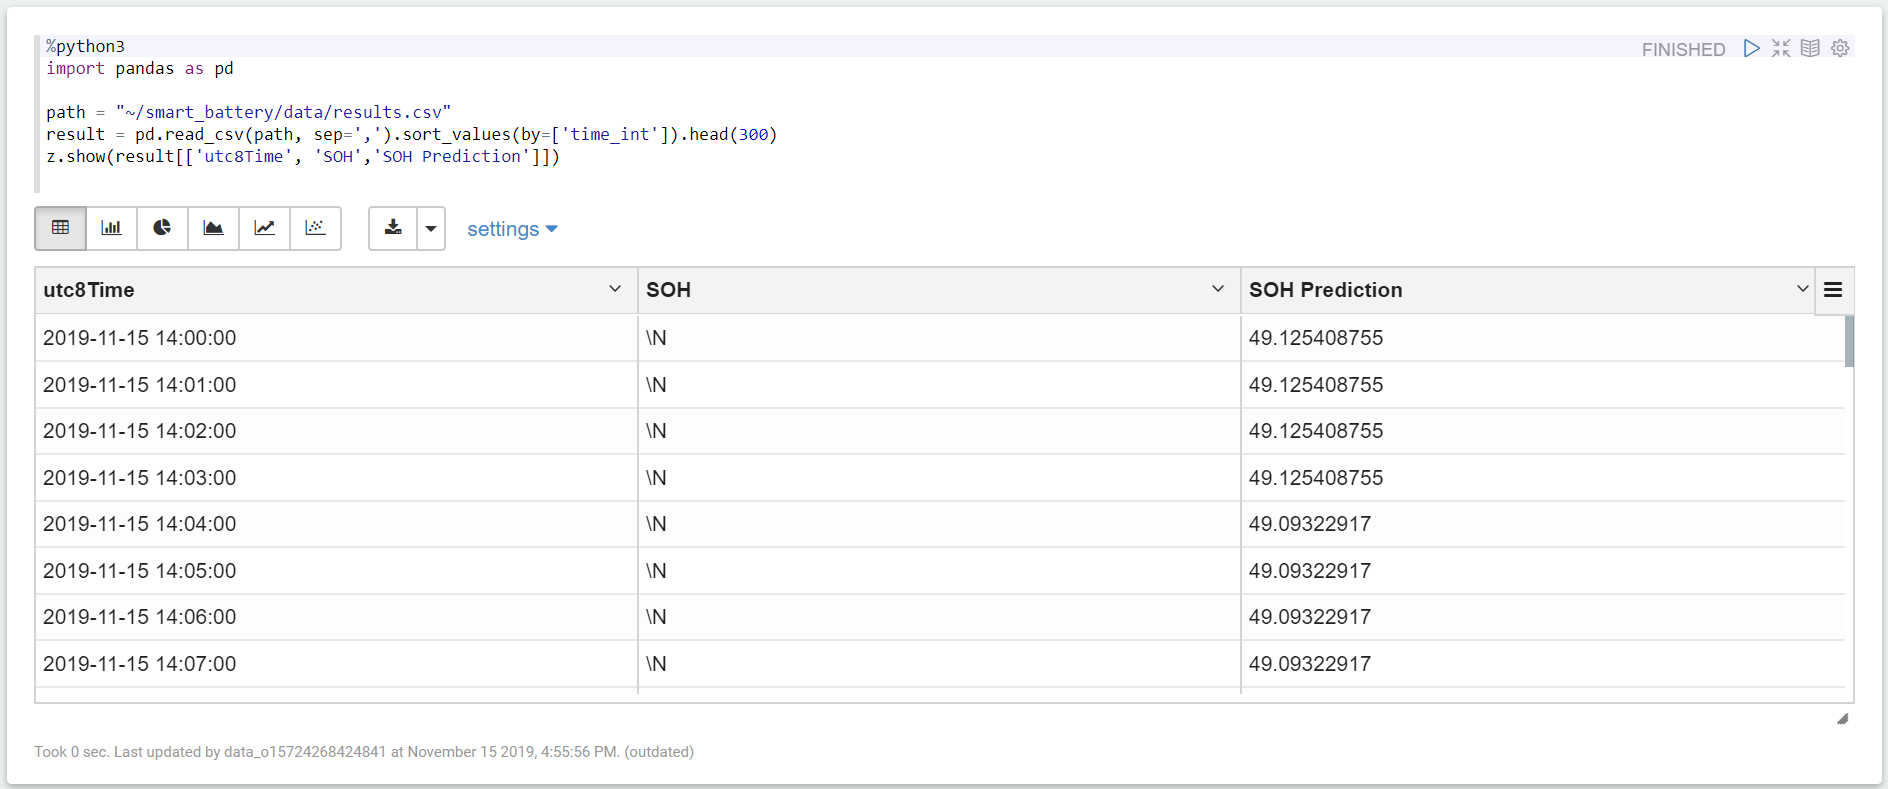 %python3
FINISHED
import pandas as pd
path = "~/smart_battery/data/results.csv"
result = pd.read_csv(path, sep=',').sort_values(by=['time_int']).head(300)
z.show(result[['utc8Time', 'SOH','SOH Prediction']])
settings
utc8Time SOH SOH Prediction
2019-11-15 14:00:00 \N 49.125408755
2019-11-15 14:01:00 \N 49.125408755
2019-11-15 14:02:00 \N 49.125408755
2019-11-15 14:03:00 \N 49.125408755
2019-11-15 14:04:00 \N 49.09322917
2019-11-15 14:05:00 \N 49.09322917
2019-11-15 14:06:00 \N 49.09322917
2019-11-15 14:07:00 \N 49.09322917
Took 0 sec. Last updated by data_o15724268424841 at November 15 2019, 4:55:56 PM. (outdated)